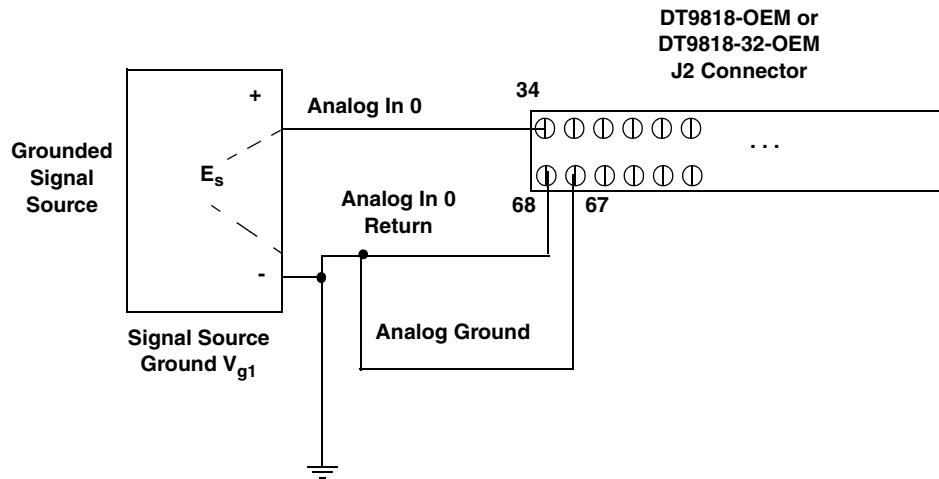 DT9818-OEM or
DT9818-32-OEM
J2 Connector
34
+
Analog In 0
Grounded
Signal
Source
Es
. . .
Analog In 0
Return
68
67
-
Analog Ground
Signal Source
Ground Vg1